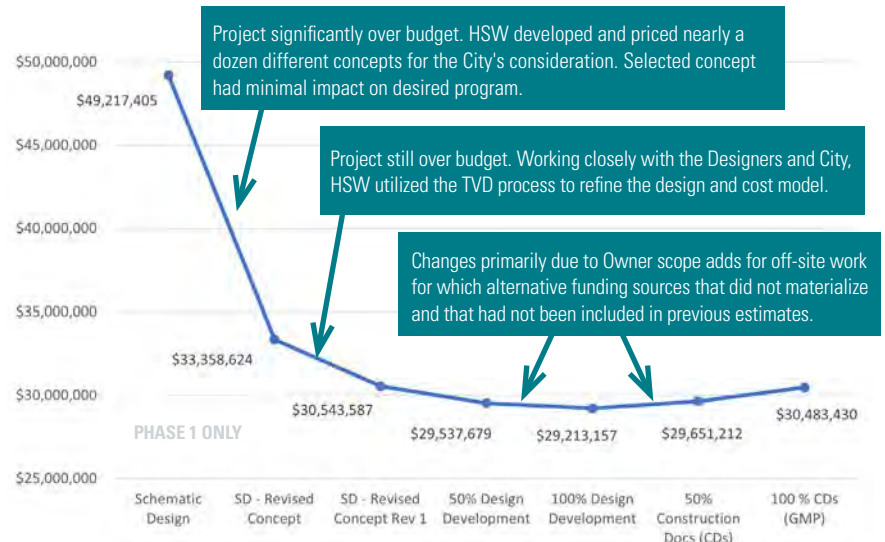 Project significantly over budget. HSW developed and priced nearly a
dozen different concepts for the City's consideration. Selected concept
had minimal impact on desired program.
$50,000,000
$49,217,405
$45,000,000
Project still over budget. Working closely with the Designers and City,
HSW utilized the TVD process to refine the design and cost model.
$40,000,000
Changes primarily due to Owner scope adds for off-site work
for which alternative funding sources that did not materialize
and that had not been included in previous estimates.
$35,000,000
$33,358,624
$30,000,000
$30,543,587
$29,537,679
$29,213,157
$29,651,212
$30,483,430
PHASE 1 ONLY
$25,000,000
Schematic
Design
SD - Revised
Concept
SD - Revised
Concept Rev 1
50% Design
Development
100% Design
Development
50%
Construction
Docs (CDs)
100 % CDs
(GMP)